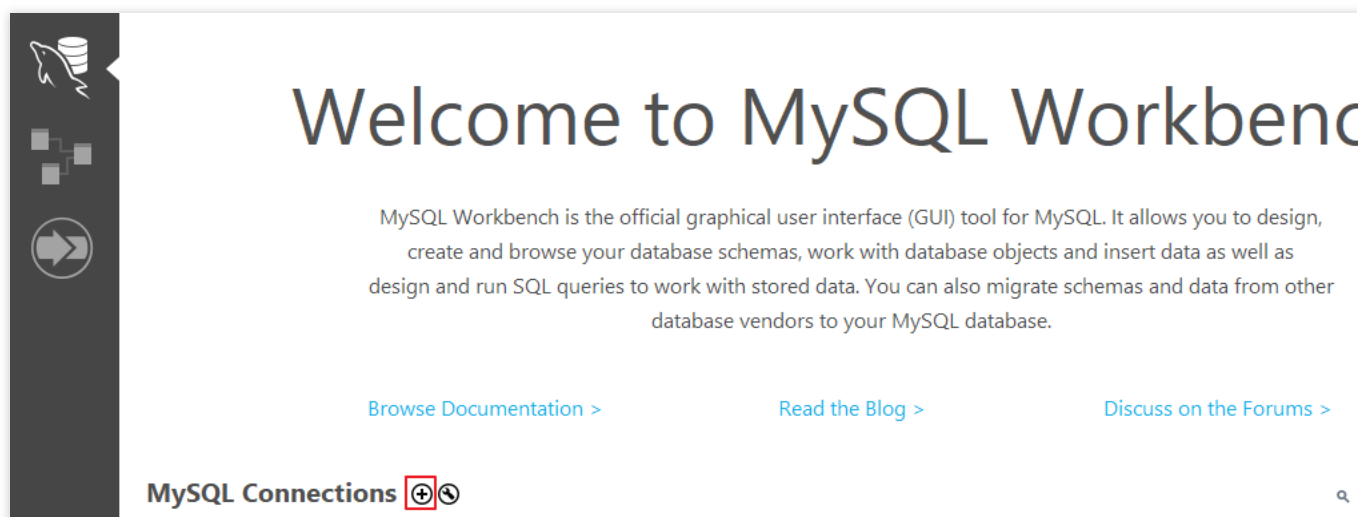 Welcome to MySQL Workbenc
MySQL Workbench is the official graphical user interface (GUI) tool for MySQL. It allows you to design,
create and browse your database schemas, work with database objects and insert data as well as
design and run SQL queries to work with stored data. You can also migrate schemas and data from other
database vendors to your MySQL database.
Browse Documentation > Read the Blog > Discuss on the Forums >
MySQL Connections